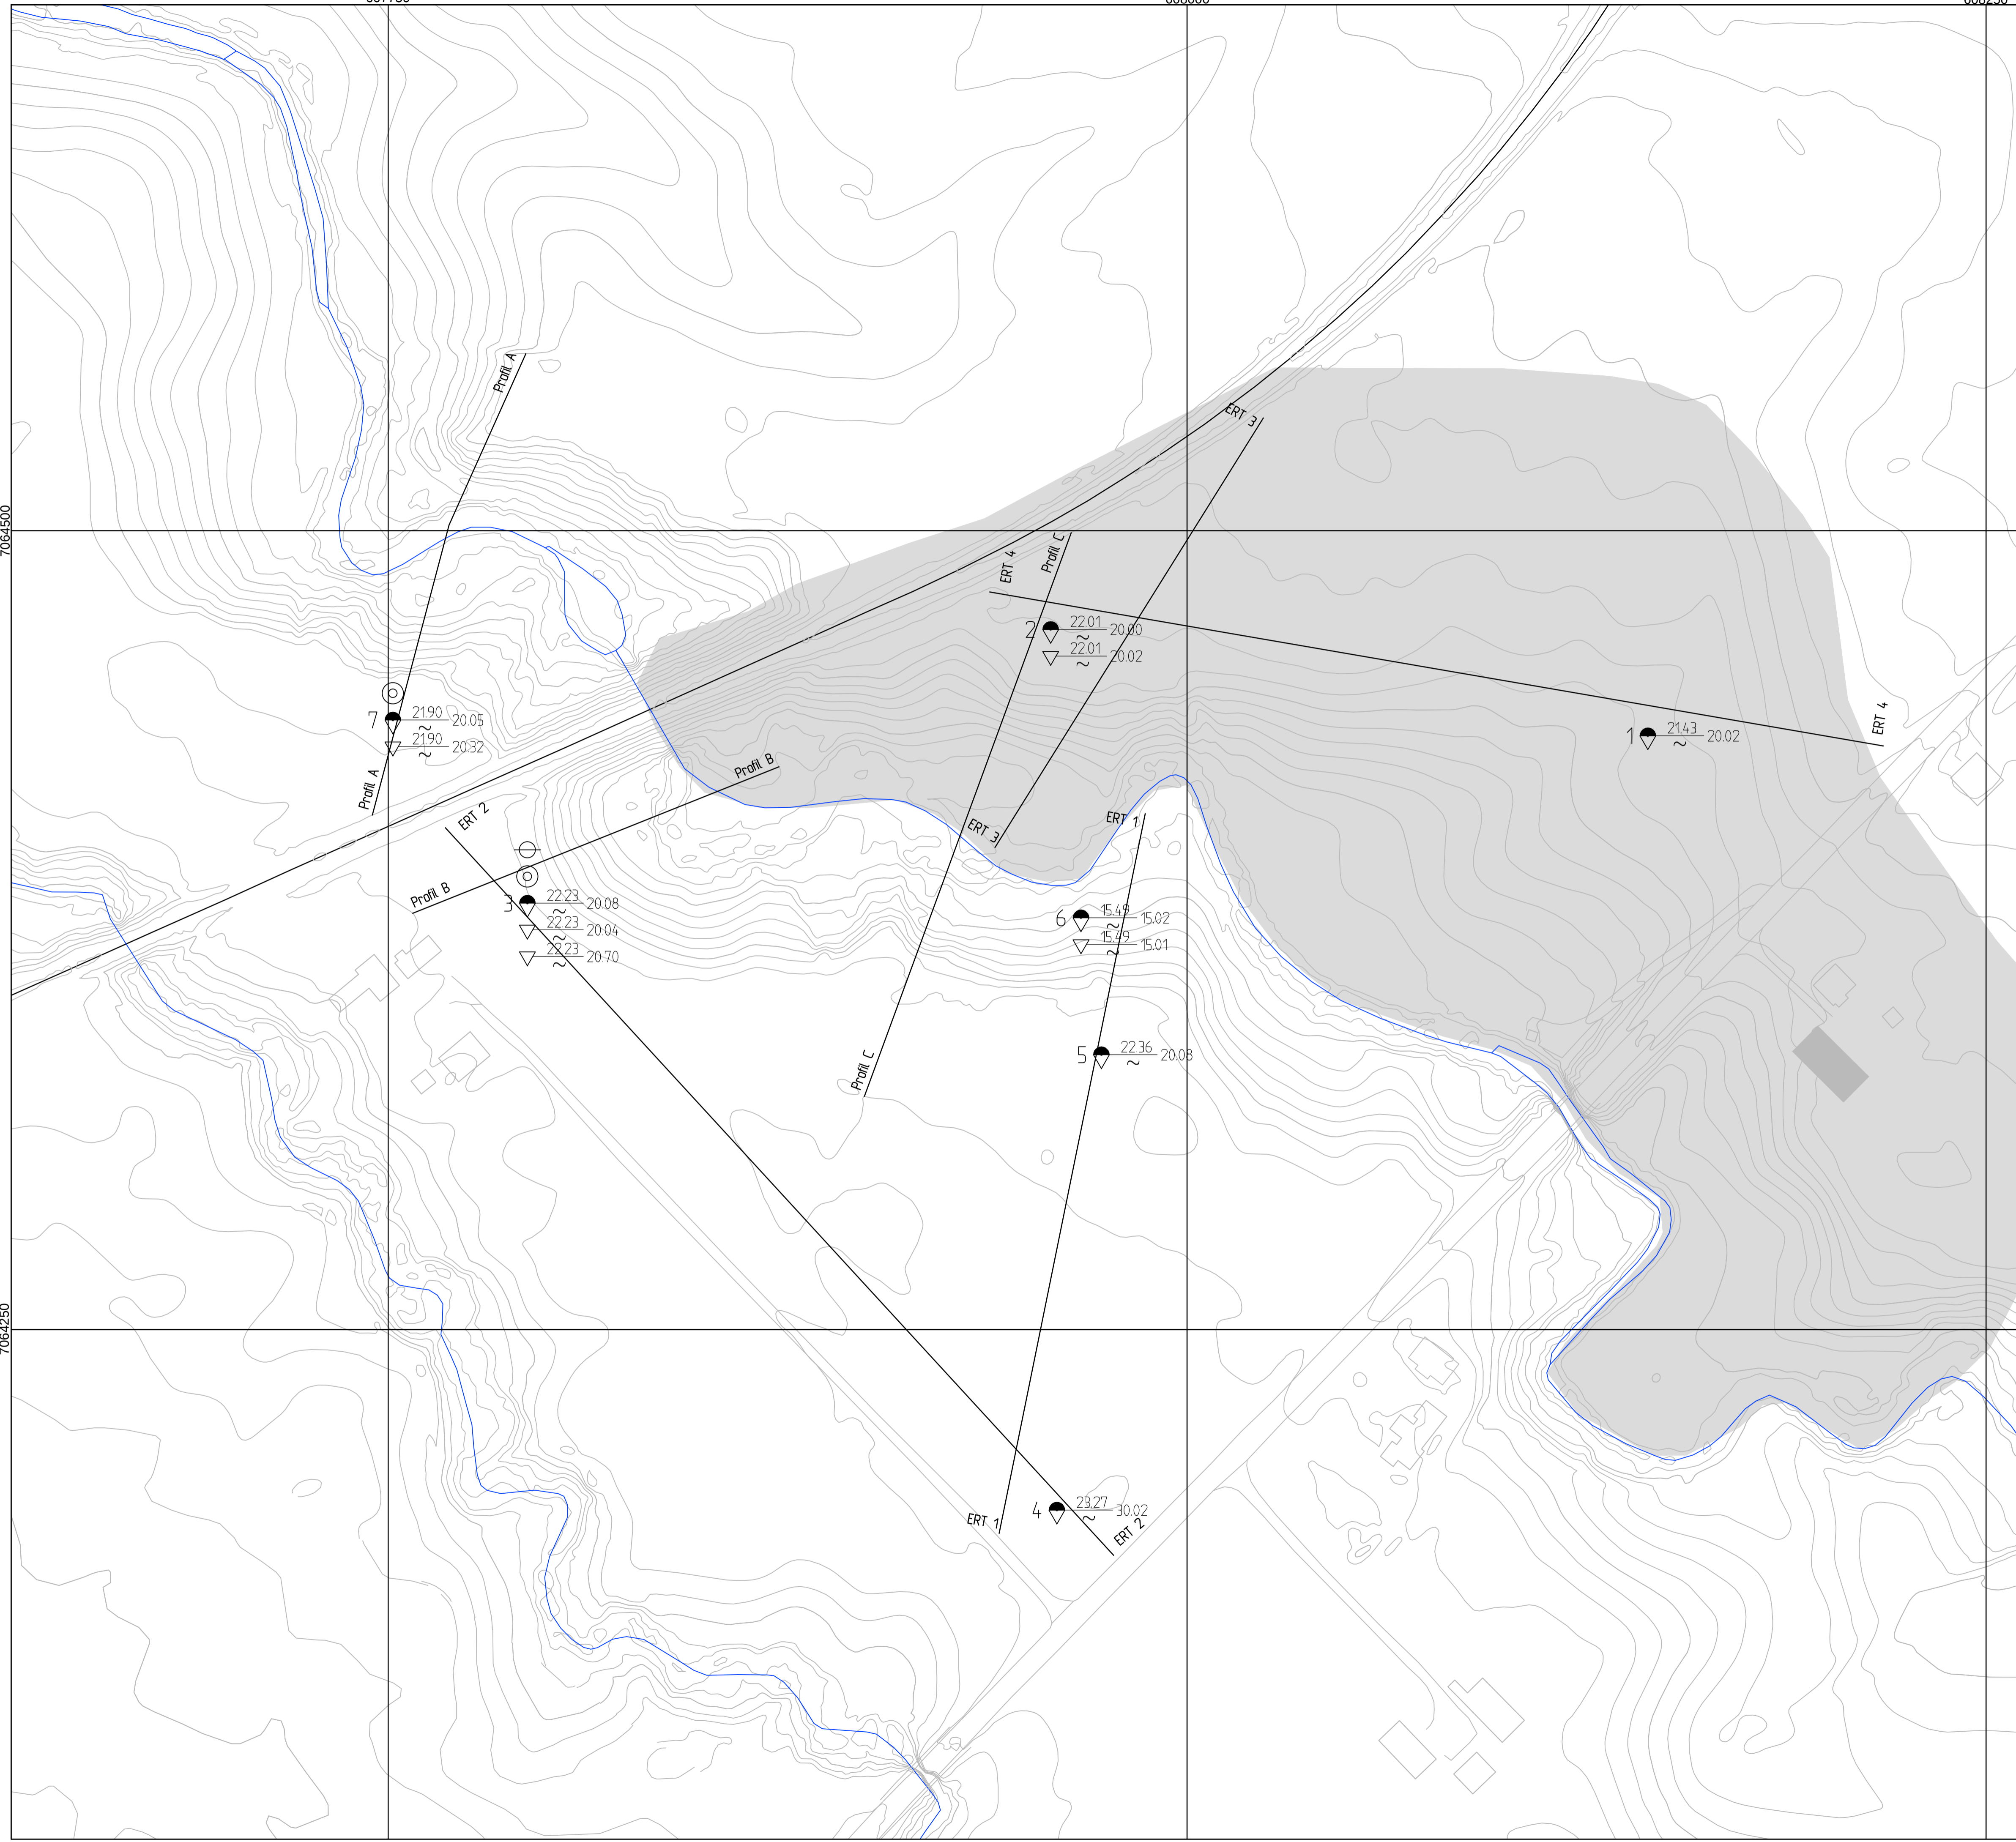 7064500
7064250
Profil A
ERT 3
ERT 4
Profil C
2 22.01 20.00
22.01 20.02
7 21.90 20.05
21.90 20.32
1 21.43 20.02
ERT 4
Profil B
Profil A
ERT 2
ERT 3
ERT 1
Profil B
3 22.23 20.08
22.23 20.04
22.23 20.70
6 15.49 15.02
15.49 15.01
5 22.36 20.08
Profil C
4 23.27 30.02
ERT 1
ERT 2